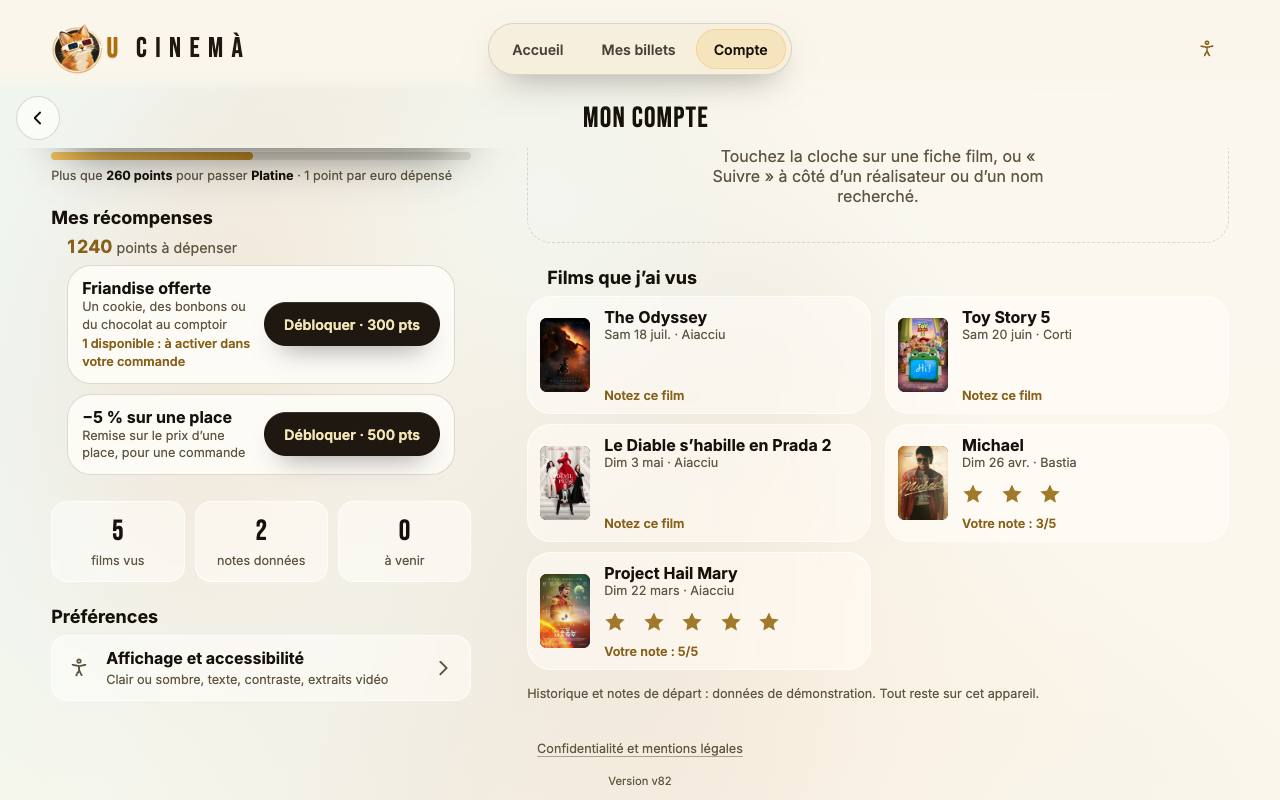 U CINEMÀ
Accueil
Mes billets
Compte
MON COMPTE
Plus que 260 points pour passer Platine · 1 point par euro dépensé
Mes récompenses
1240 points à dépenser
Friandise offerte
Un cookie, des bonbons ou
du chocolat au comptoir
1 disponible : à activer dans
votre commande
Débloquer · 300 pts
−5 % sur une place
Remise sur le prix d’une
place, pour une commande
Débloquer · 500 pts
5
films vus
2
notes données
0
à venir
Préférences
Affichage et accessibilité
Clair ou sombre, texte, contraste, extraits vidéo
Touchez la cloche sur une fiche film, ou «
Suivre » à côté d’un réalisateur ou d’un nom
recherché.
Films que j’ai vus
The Odyssey
Sam 18 juil. · Aiacciu
Notez ce film
Toy Story 5
Sam 20 juin · Corti
Notez ce film
Le Diable s’habille en Prada 2
Dim 3 mai · Aiacciu
Notez ce film
Michael
Dim 26 avr. · Bastia
Votre note : 3/5
Project Hail Mary
Dim 22 mars · Aiacciu
Votre note : 5/5
Historique et notes de départ : données de démonstration. Tout reste sur cet appareil.
Confidentialité et mentions légales
Version v82